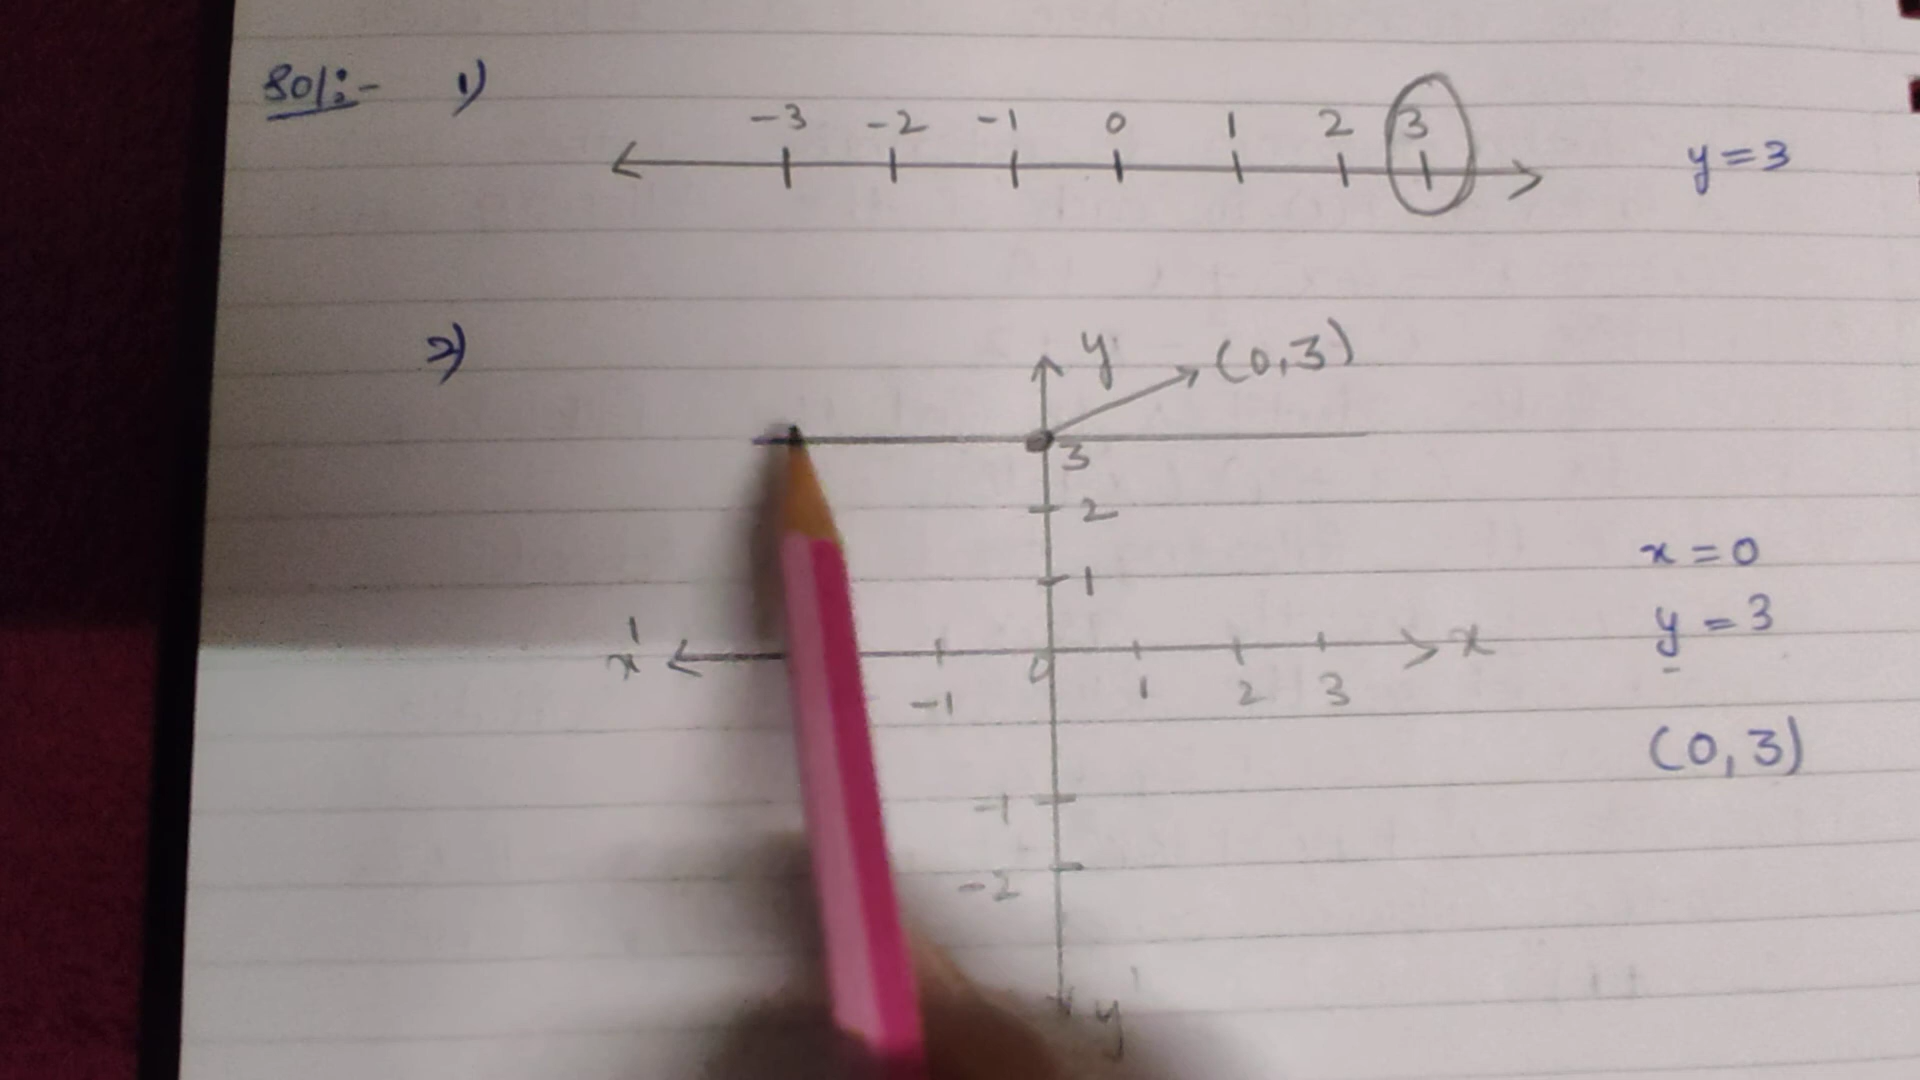 Sol:- 1)
-3 -2 -1 0 1 2 3
y=3
2)
y (0,3)
3
2
1
x' -1 0 1 2 3 x
-1
-2
y'
x=0
y=3
(0,3)